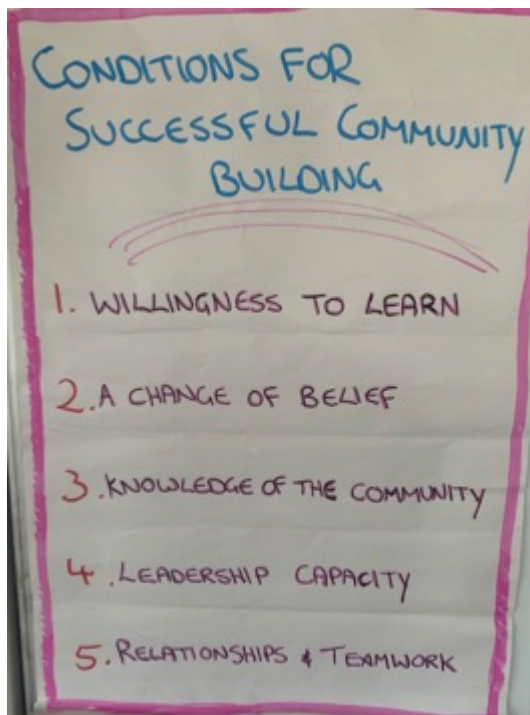 CONDITIONS FOR
SUCCESSFUL COMMUNITY
BUILDING
1. WILLINGNESS TO LEARN
2. A CHANGE OF BELIEF
3. KNOWLEDGE OF THE COMMUNITY
4. LEADERSHIP CAPACITY
5. RELATIONSHIPS & TEAMWORK